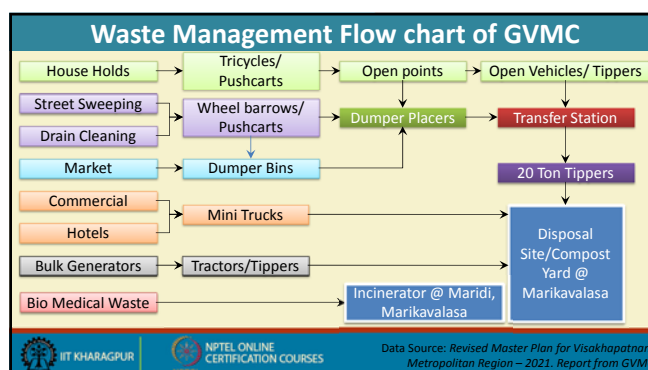 Waste Management Flow chart of GVMC
House Holds
Tricycles/
Pushcarts
Open points
Open Vehicles/ Tippers
Street Sweeping
Drain Cleaning
Wheel barrows/
Pushcarts
Dumper Placers
Transfer Station
Market
Dumper Bins
20 Ton Tippers
Commercial
Hotels
Mini Trucks
Disposal
Site/Compost
Yard @
Marikavalasa
Bulk Generators
Tractors/Tippers
Bio Medical Waste
Incinerator @ Maridi,
Marikavalasa
IIT KHARAGPUR
NPTEL ONLINE
CERTIFICATION COURSES
Data Source: Revised Master Plan for Visakhapatnam
Metropolitan Region – 2021. Report from GVM